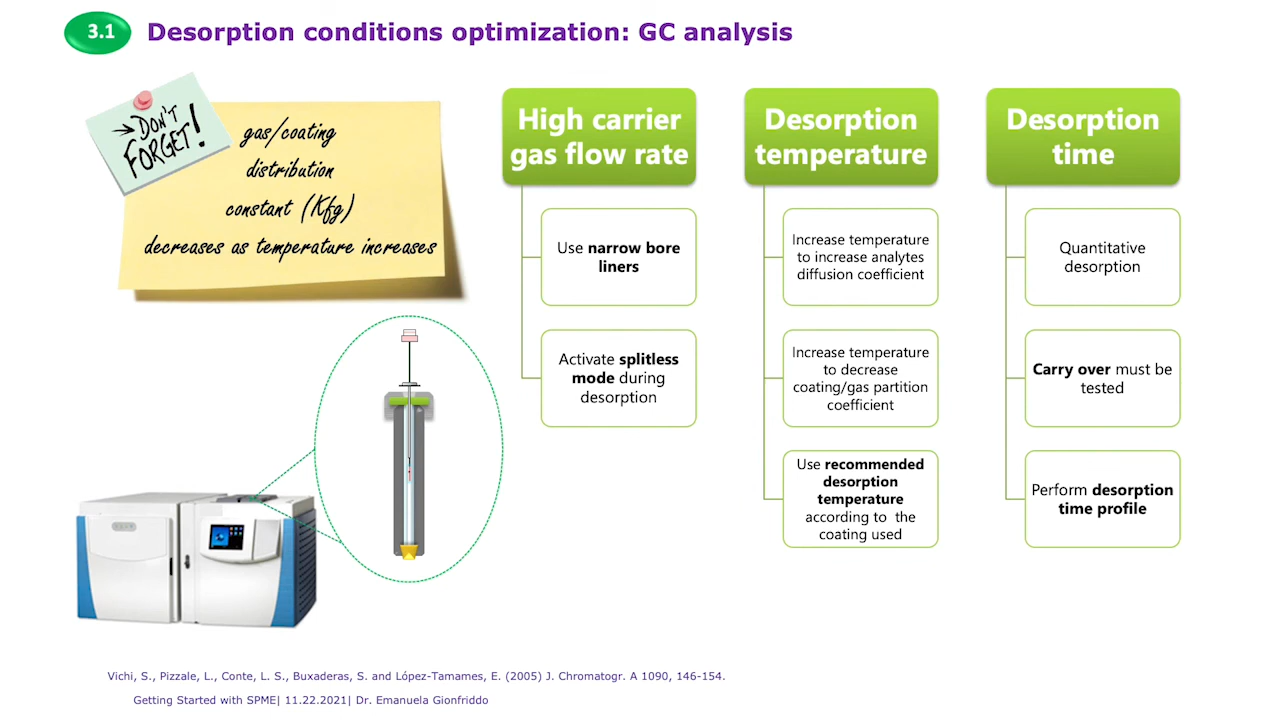 3.1
Desorption conditions optimization: GC analysis
DON'T
FORGET!
gas/coating
distribution
constant (Kfg)
decreases as temperature increases
High carrier
gas flow rate
Use narrow bore
liners
Activate splitless
mode during
desorption
Desorption
temperature
Increase temperature
to increase analytes
diffusion coefficient
Increase temperature
to decrease
coating/gas partition
coefficient
Use recommended
desorption
temperature
according to  the
coating used
Desorption
time
Quantitative
desorption
Carry over must be
tested
Perform desorption
time profile
Vichi, S., Pizzale, L., Conte, L. S., Buxaderas, S. and López-Tamames, E. (2005) J. Chromatogr. A 1090, 146-154.
Getting Started with SPME| 11.22.2021| Dr. Emanuela Gionfriddo